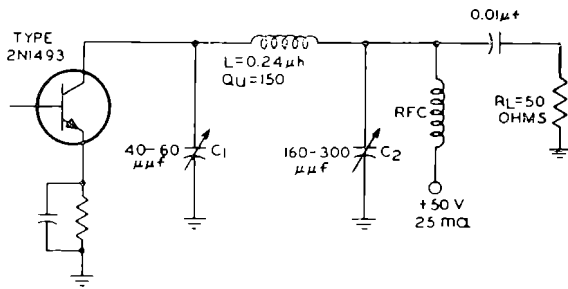 TYPE
2N1493
L=0.24μh
QU=150
40-60
μμf
C1
160-300
μμf
C2
RFC
+50 V
25 ma
0.01μf
RL=50
OHMS